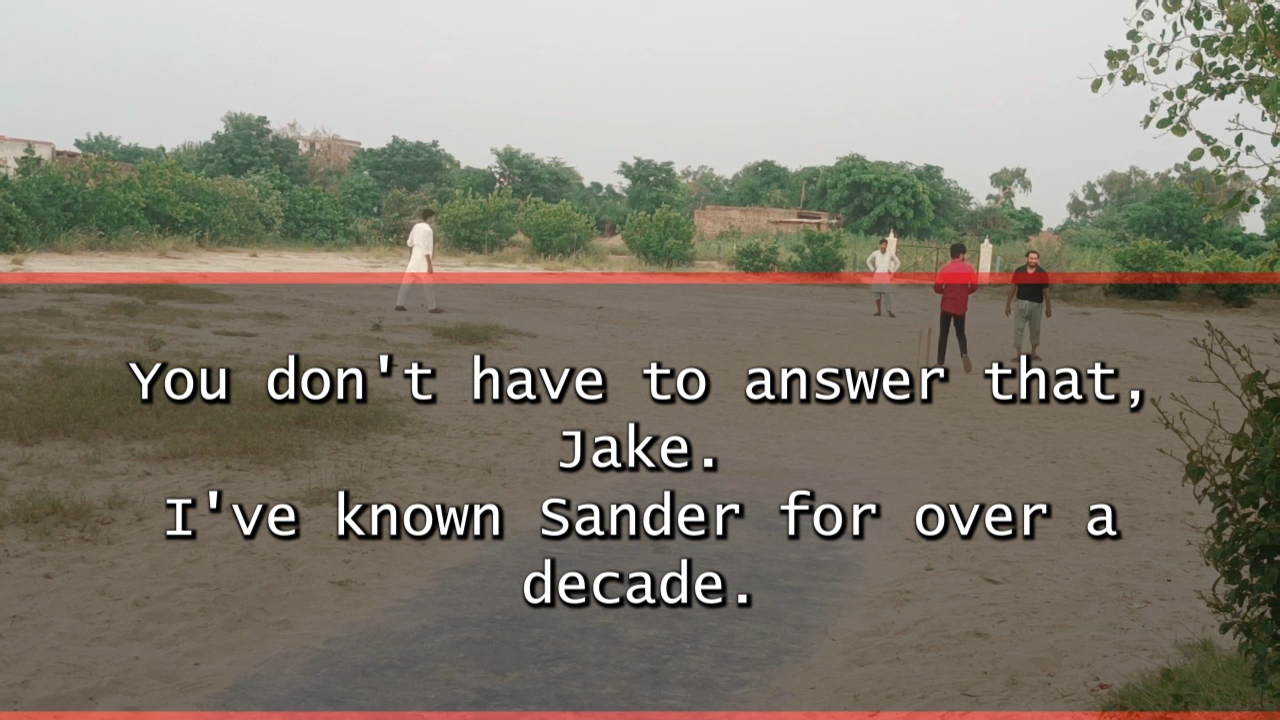 You don't have to answer that,
Jake.
I've known Sander for over a
decade.